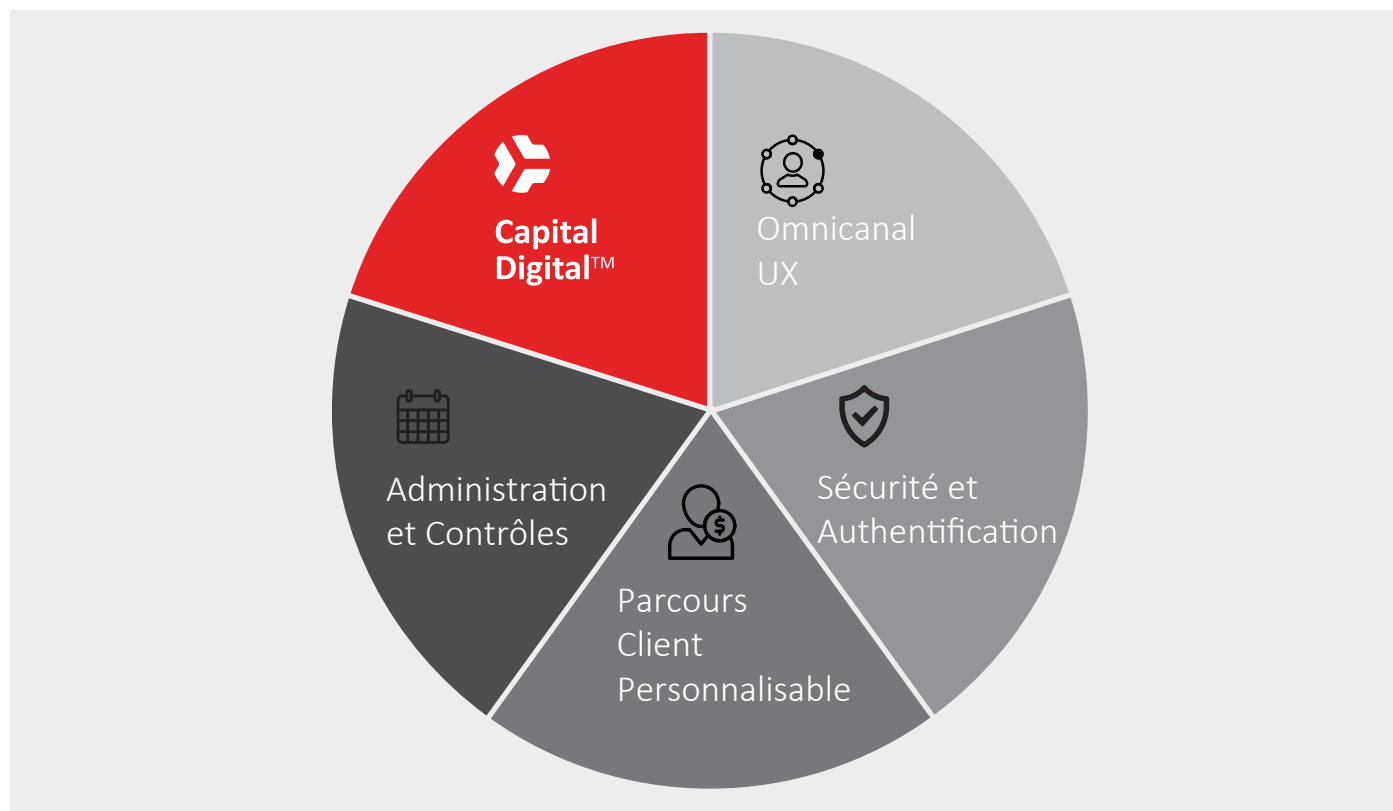 Capital
Digital™
Omnicanal
UX
Administration
et Contrôles
Sécurité et
Authentification
Parcours
Client
Personnalisable